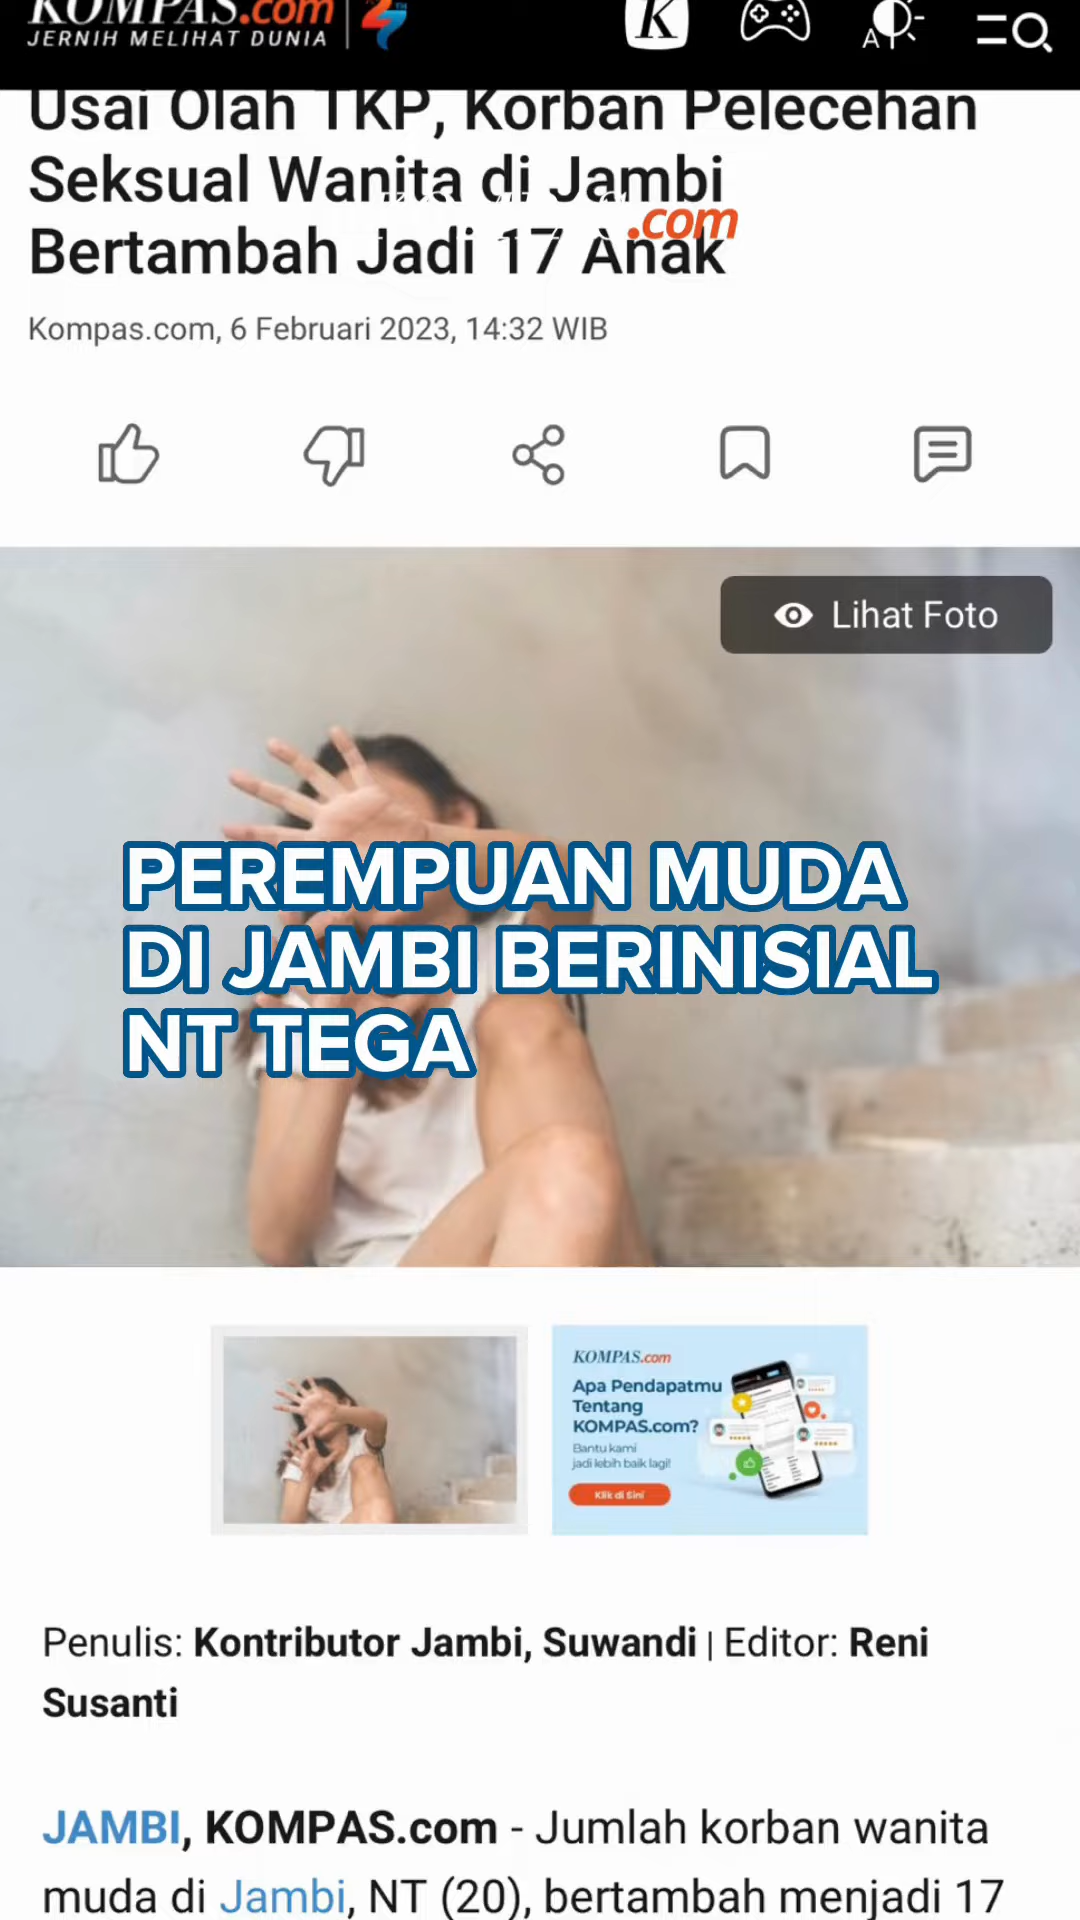 KOMPAS.com
JERNIH MELIHAT DUNIA
Usai Olah TKP, Korban Pelecehan
Seksual Wanita di Jambi
.com
Bertambah Jadi 17 Anak
Kompas.com, 6 Februari 2023, 14:32 WIB
Lihat Foto
PEREMPUAN MUDA
DI JAMBI BERINISIAL
NT TEGA
KOMPAS.com
Apa Pendapatmu
Tentang
KOMPAS.com?
Bantu kami
jadi lebih baik lagi!
Klik di Sini
Penulis: Kontributor Jambi, Suwandi | Editor: Reni
Susanti
JAMBI, KOMPAS.com - Jumlah korban wanita
muda di Jambi, NT (20), bertambah menjadi 17